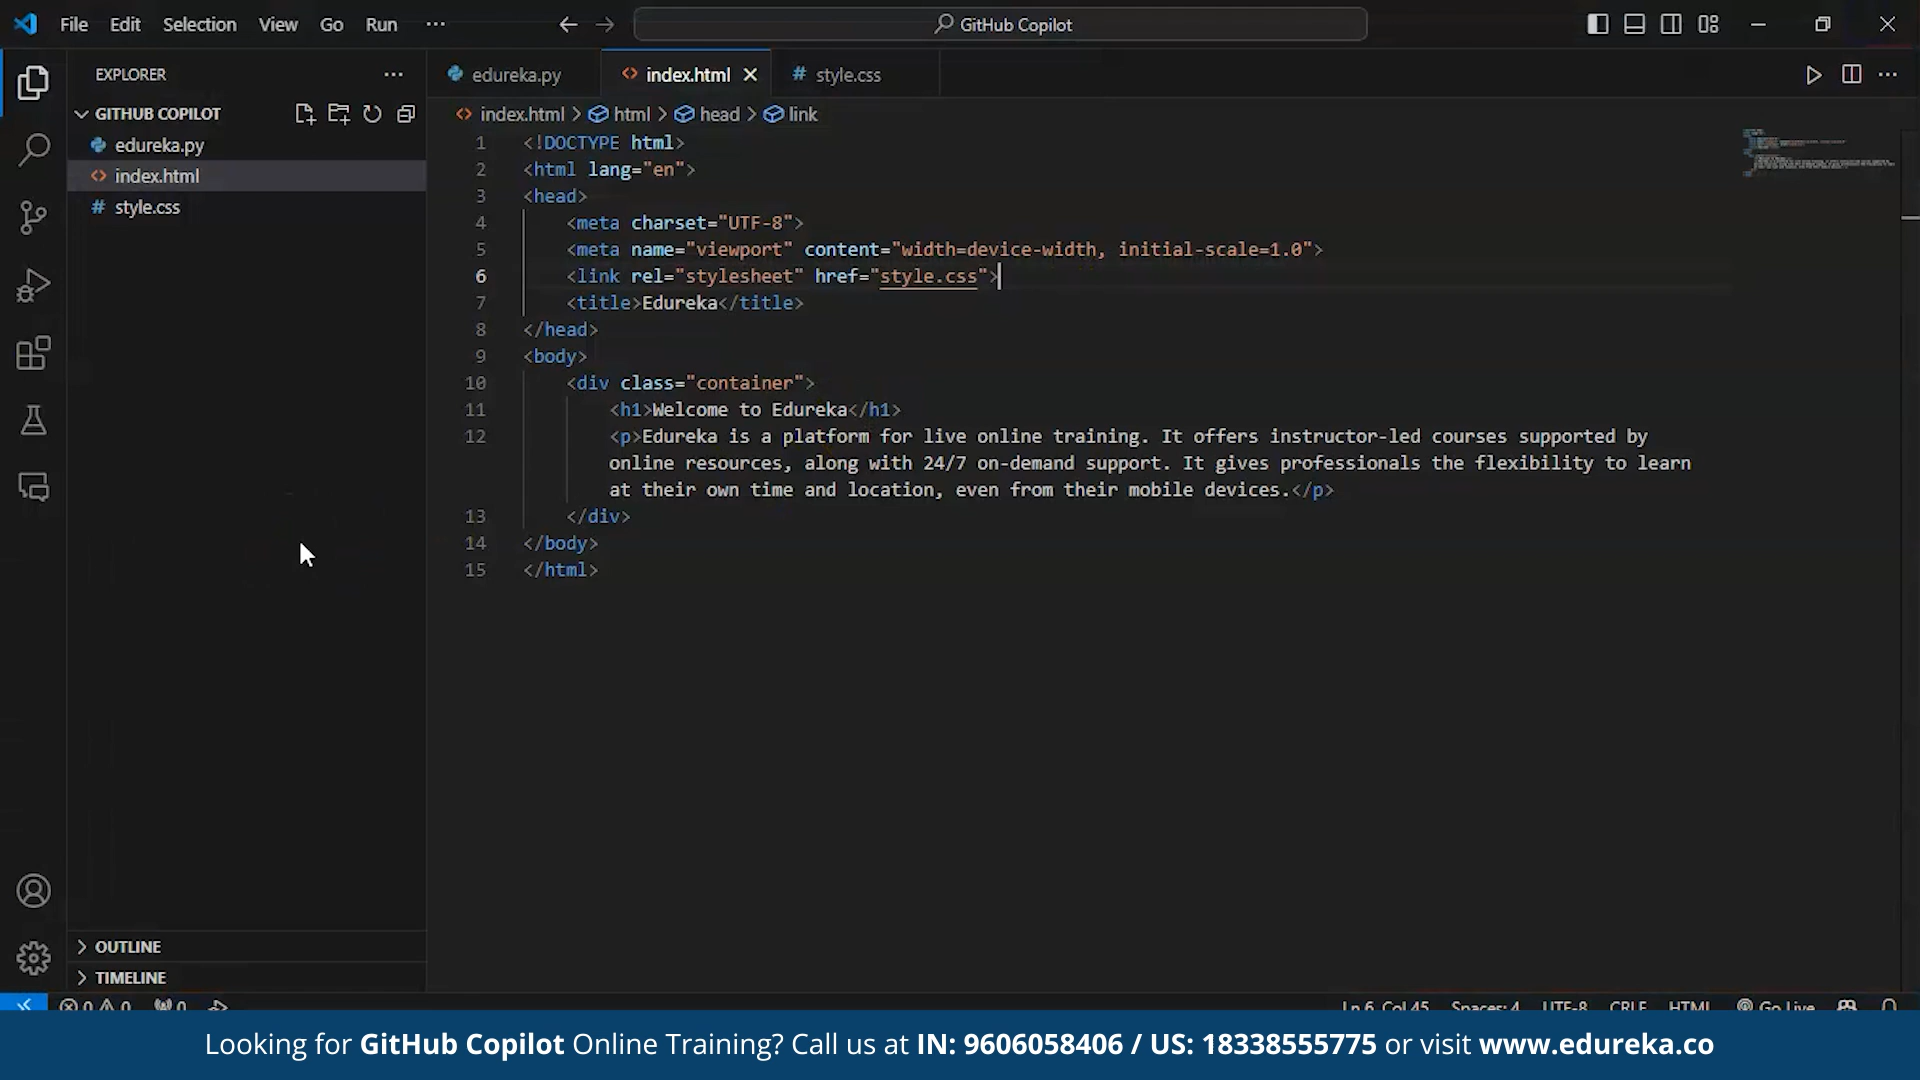 File Edit Selection View Go Run ··· GitHub Copilot
EXPLORER ···
GITHUB COPILOT
edureka.py
index.html
style.css
OUTLINE
TIMELINE
edureka.py index.html style.css
index.html > html > head > link
1 <!DOCTYPE html>
2 <html lang="en">
3 <head>
4 <meta charset="UTF-8">
5 <meta name="viewport" content="width=device-width, initial-scale=1.0">
6 <link rel="stylesheet" href="style.css">
7 <title>Edureka</title>
8 </head>
9 <body>
10 <div class="container">
11 <h1>Welcome to Edureka</h1>
12 <p>Edureka is a platform for live online training. It offers instructor-led courses supported by
online resources, along with 24/7 on-demand support. It gives professionals the flexibility to learn
at their own time and location, even from their mobile devices.</p>
13 </div>
14 </body>
15 </html>
0 0 0 Ln 6, Col 45 Spaces: 4 UTF-8 CRLF HTML Go Live
Looking for GitHub Copilot Online Training? Call us at IN: 9606058406 / US: 18338555775 or visit www.edureka.co